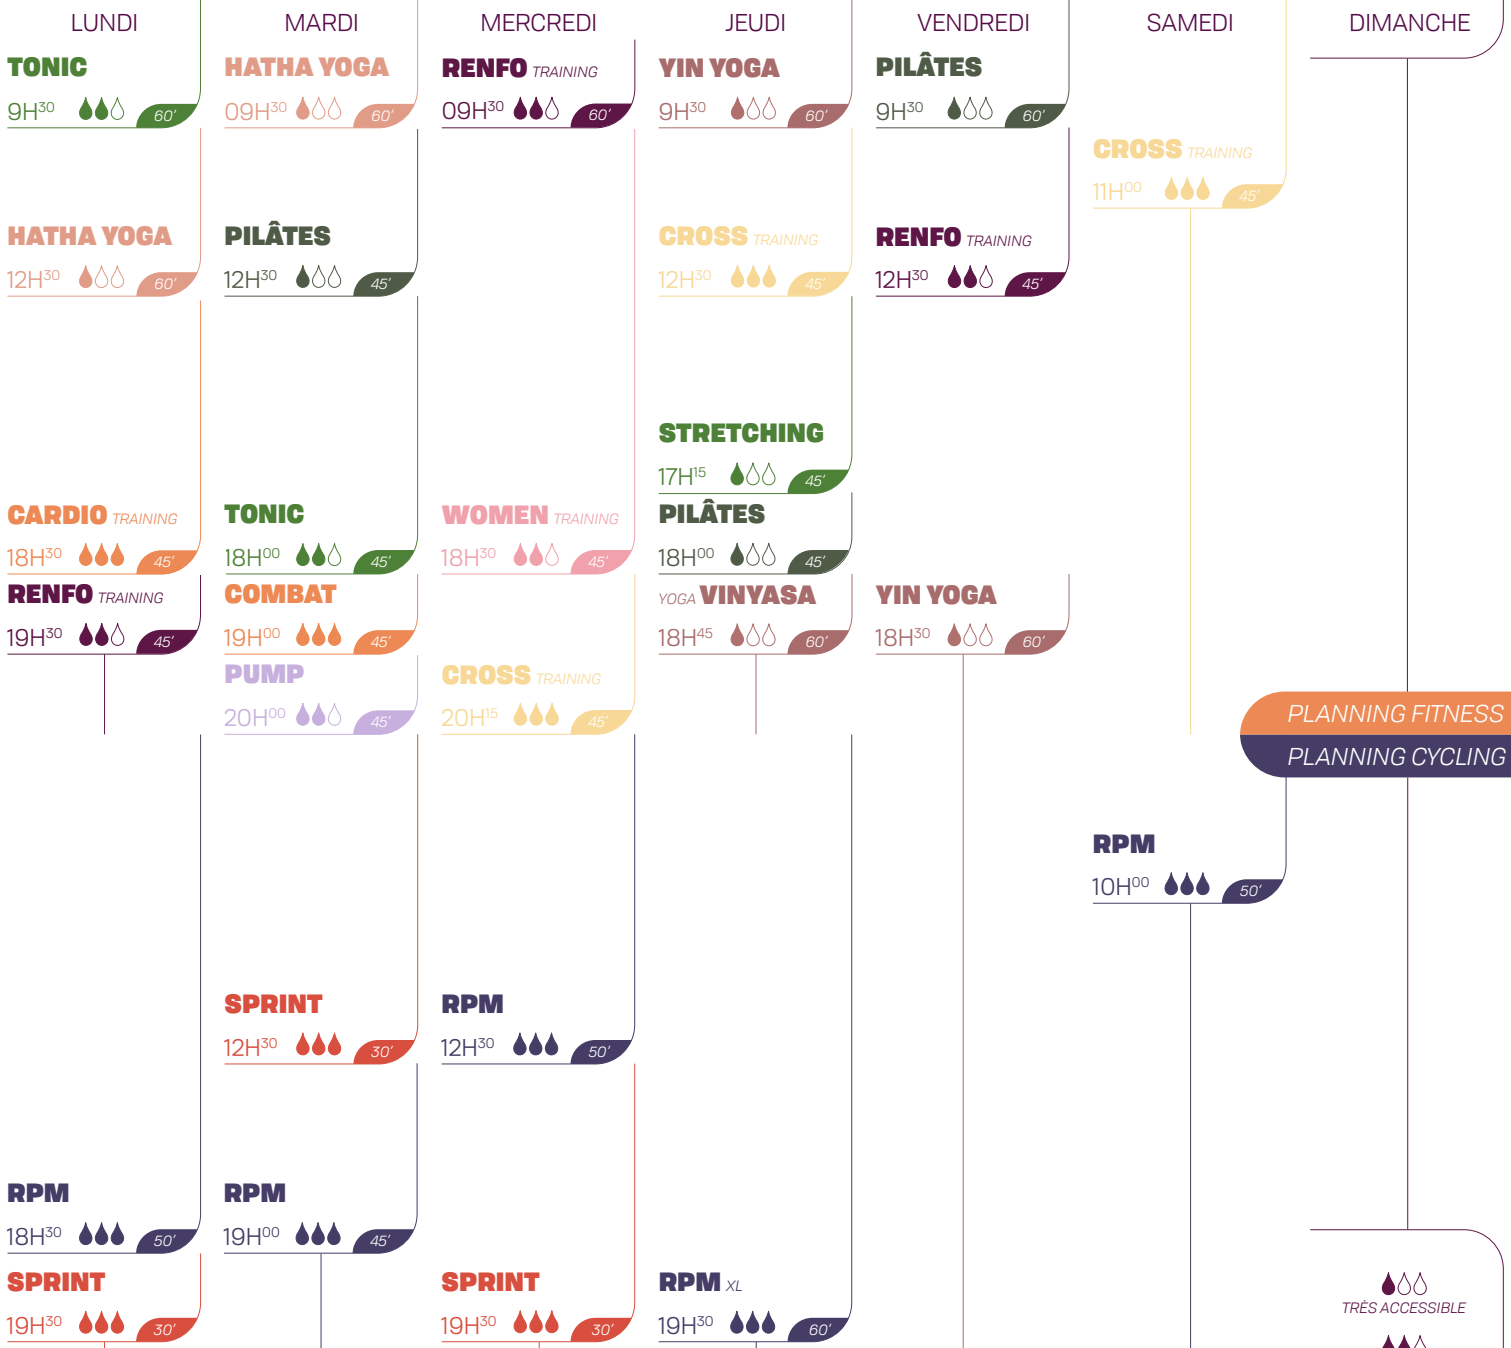 LUNDI MARDI MERCREDI JEUDI VENDREDI SAMEDI DIMANCHE
TONIC
9H30 60'
HATHA YOGA
12H30 60'
CARDIO TRAINING
18H30 45'
RENFO TRAINING
19H30 45'
HATHA YOGA
09H30 60'
PILÂTES
12H30 45'
TONIC
18H00 45'
COMBAT
19H00 45'
PUMP
20H00 45'
RENFO TRAINING
09H30 60'
WOMEN TRAINING
18H30 45'
CROSS TRAINING
20H15 45'
YIN YOGA
9H30 60'
CROSS TRAINING
12H30 45'
STRETCHING
17H15 45'
PILÂTES
18H00 45'
YOGA VINYASA
18H45 60'
PILÂTES
9H30 60'
RENFO TRAINING
12H30 45'
YIN YOGA
18H30 60'
CROSS TRAINING
11H00 45'
PLANNING FITNESS
PLANNING CYCLING
RPM
18H30 50'
SPRINT
19H30 30'
SPRINT
12H30 30'
RPM
19H00 45'
RPM
12H30 50'
SPRINT
19H30 30'
RPM XL
19H30 60'
RPM
10H00 50'
TRÈS ACCESSIBLE